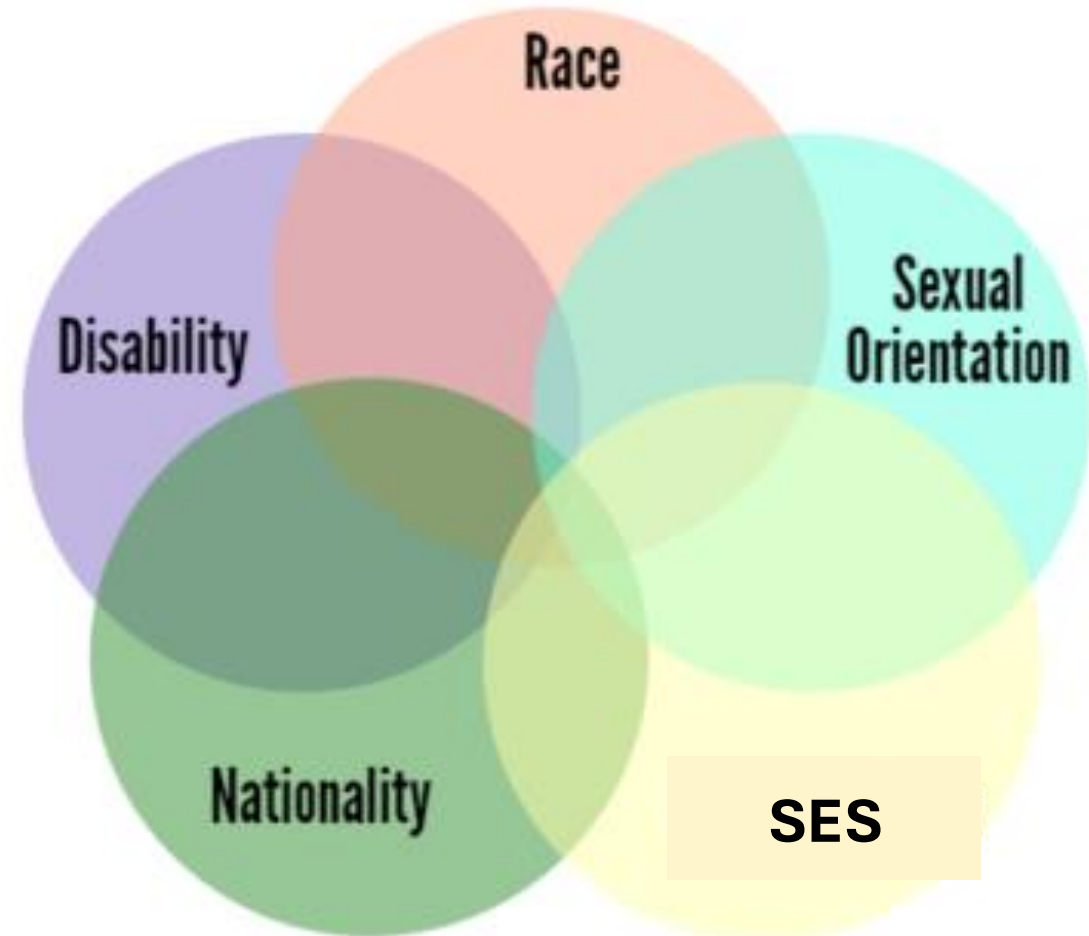 Race
Sexual
Orientation
Disability
Nationality
SES